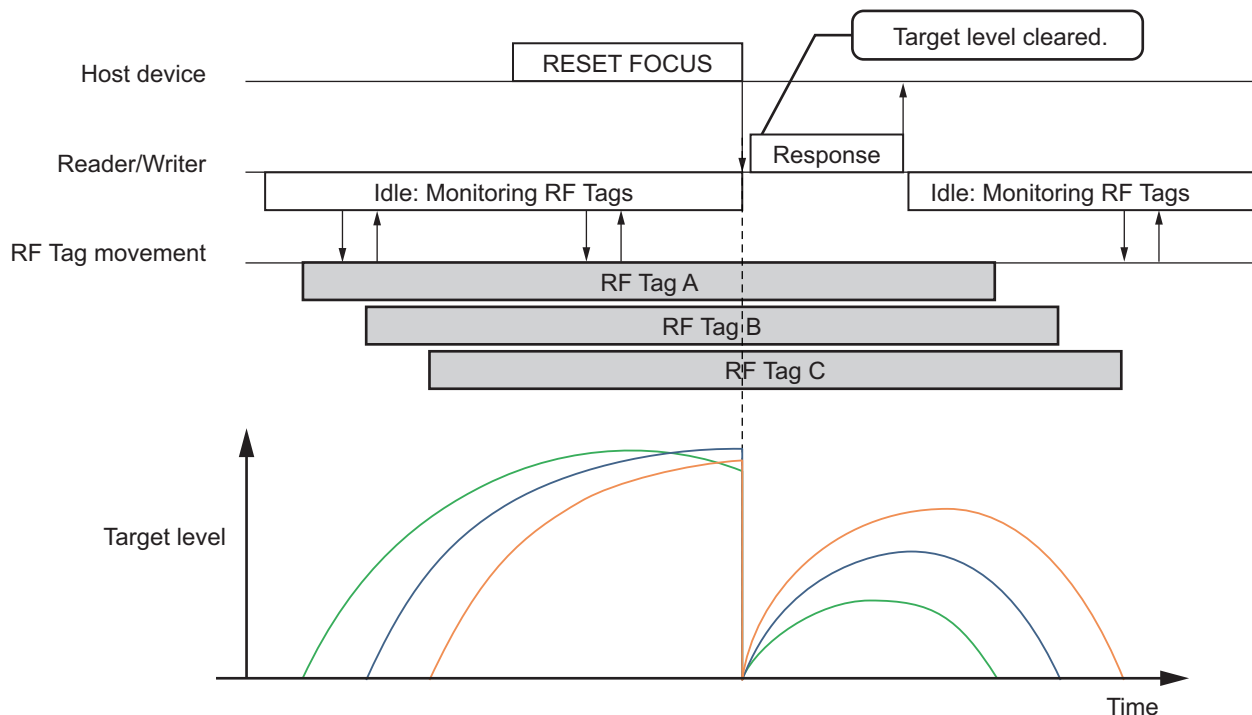 Target level cleared.
RESET FOCUS
Host device
Response
Reader/Writer
Idle: Monitoring RF Tags
Idle: Monitoring RF Tags
RF Tag movement
RF Tag A
RF Tag B
RF Tag C
Target level
Time